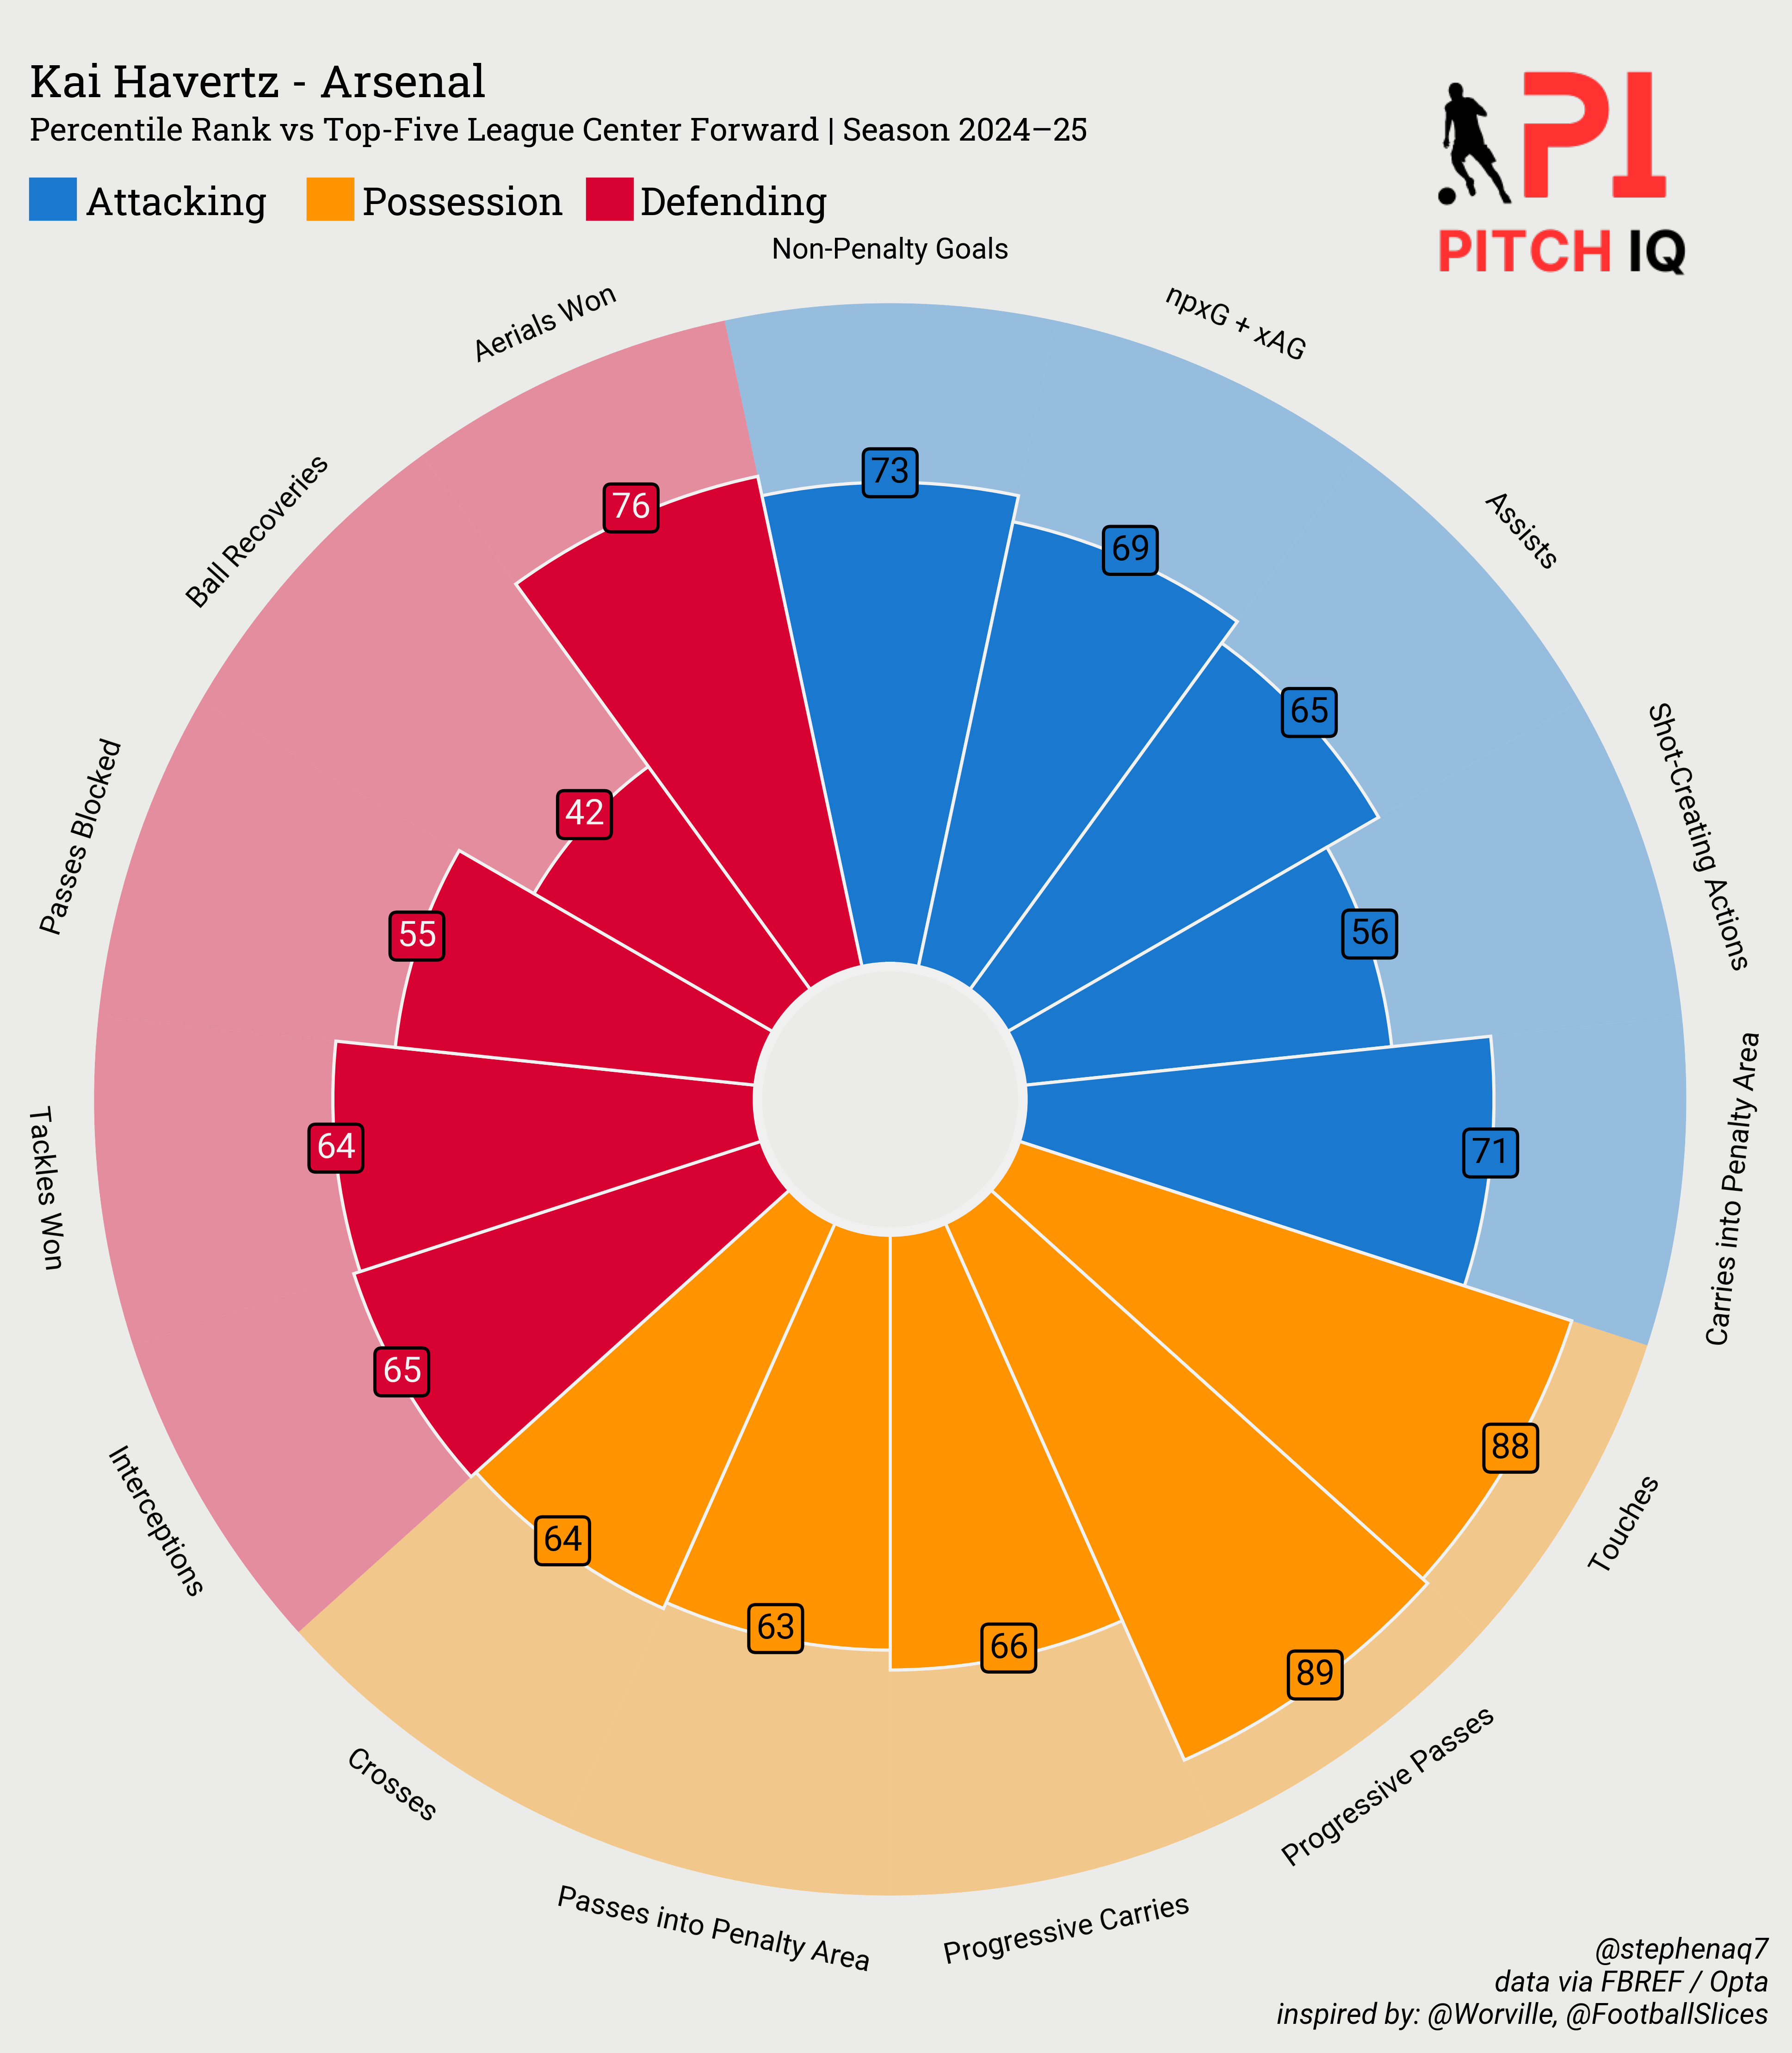 Kai Havertz - Arsenal
Percentile Rank vs Top-Five League Center Forward | Season 2024–25
Attacking
Possession
Defending
PI
PITCH IQ
Non-Penalty Goals
73
npxG + xAG
69
Assists
65
Shot-Creating Actions
56
Carries into Penalty Area
71
Touches
88
Progressive Passes
89
Progressive Carries
66
Passes into Penalty Area
63
Crosses
64
Interceptions
65
Tackles Won
64
Passes Blocked
55
Ball Recoveries
42
Aerials Won
76
@stephenaq7
data via FBREF / Opta
inspired by: @Worville, @FootballSlices